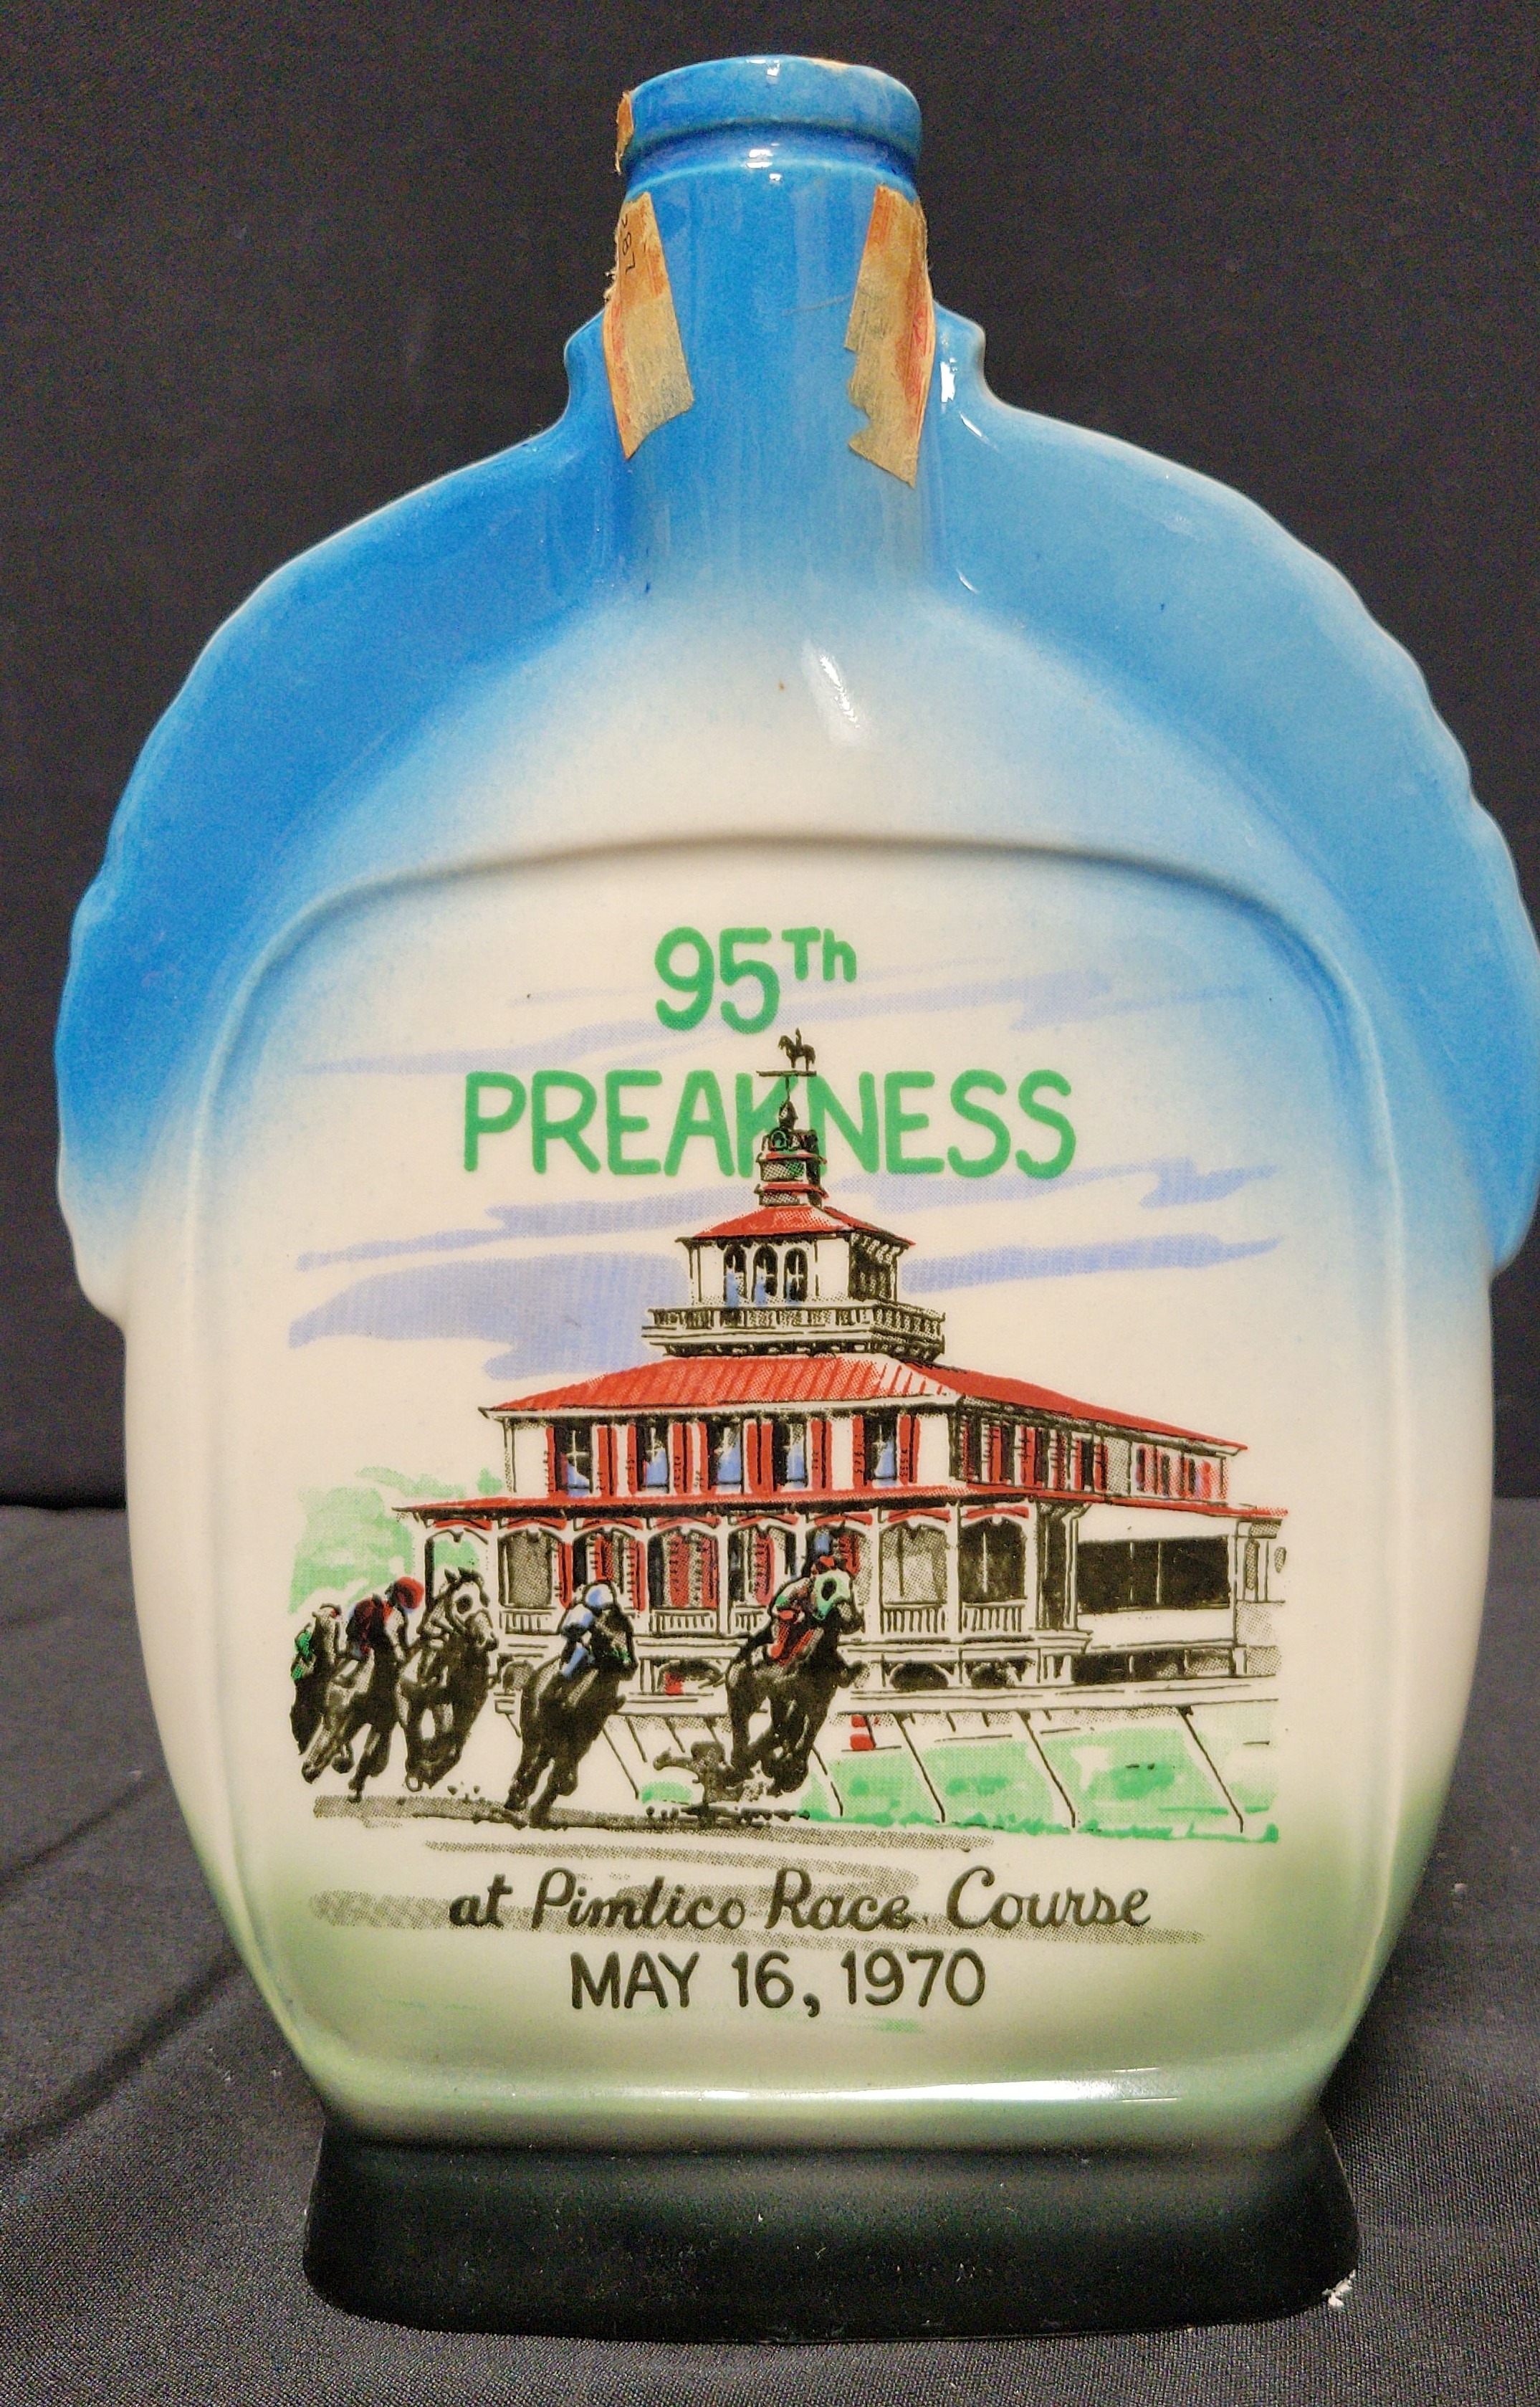 95Th
PREAKNESS
at Pimlico Race Course
MAY 16, 1970